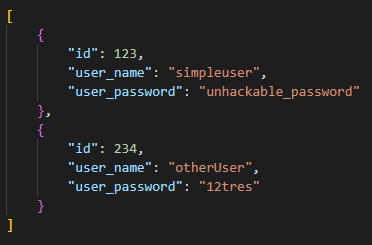 [
    {
        "id": 123,
        "user_name": "simpleuser",
        "user_password": "unhackable_password"
    },
    {
        "id": 234,
        "user_name": "otherUser",
        "user_password": "12tres"
    }
]